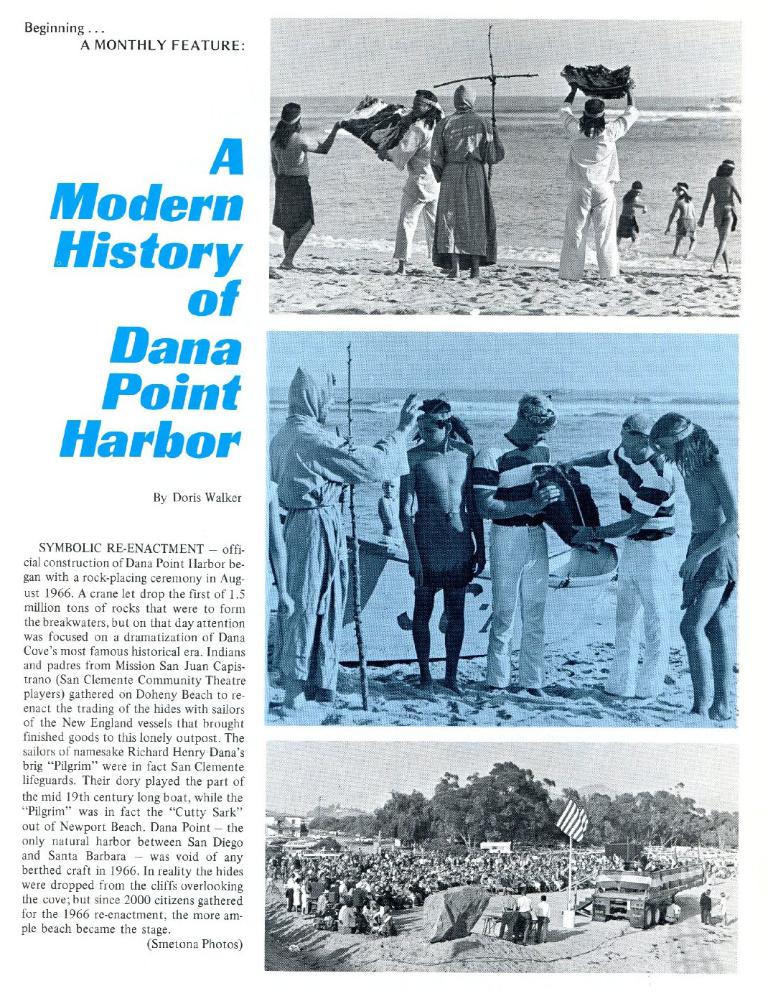 Beginning . . .
A MONTHLY FEATURE:
A
Modern
History
of
Dana
Point
Harbor
By Doris Walker
SYMBOLIC RE-ENACTMENT – offi-
cial construction of Dana Point Harbor be-
gan with a rock-placing ceremony in Aug-
ust 1966. A crane let drop the first of 1.5
million tons of rocks that were to form
the breakwaters, but on that day attention
was focused on a dramatization of Dana
Cove's most famous historical era. Indians
and padres from Mission San Juan Capis-
trano (San Clemente Community Theatre
players) gathered on Doheny Beach to re-
enact the trading of the hides with sailors
of the New England vessels that brought
finished goods to this lonely outpost. The
sailors of namesake Richard Henry Dana's
brig "Pilgrim" were in fact San Clemente
lifeguards. Their dory played the part of
the mid 19th century long boat, while the
"Pilgrim" was in fact the "Cutty Sark"
out of Newport Beach. Dana Point – the
only natural harbor between San Diego
and Santa Barbara – was void of any
berthed craft in 1966. In reality the hides
were dropped from the cliffs overlooking
the cove; but since 2000 citizens gathered
for the 1966 re-enactment, the more am-
ple beach became the stage.
(Smetona Photos)